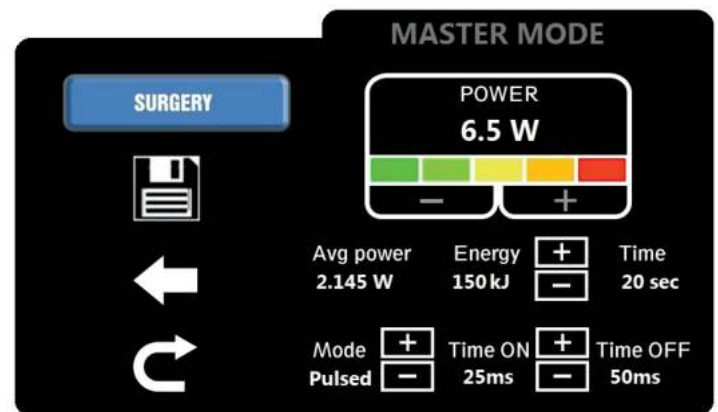 MASTER MODE
SURGERY
POWER
6.5 W
− +
Avg power Energy + Time
2.145 W 150 kJ − 20 sec
Mode + Time ON + Time OFF
Pulsed − 25ms − 50ms